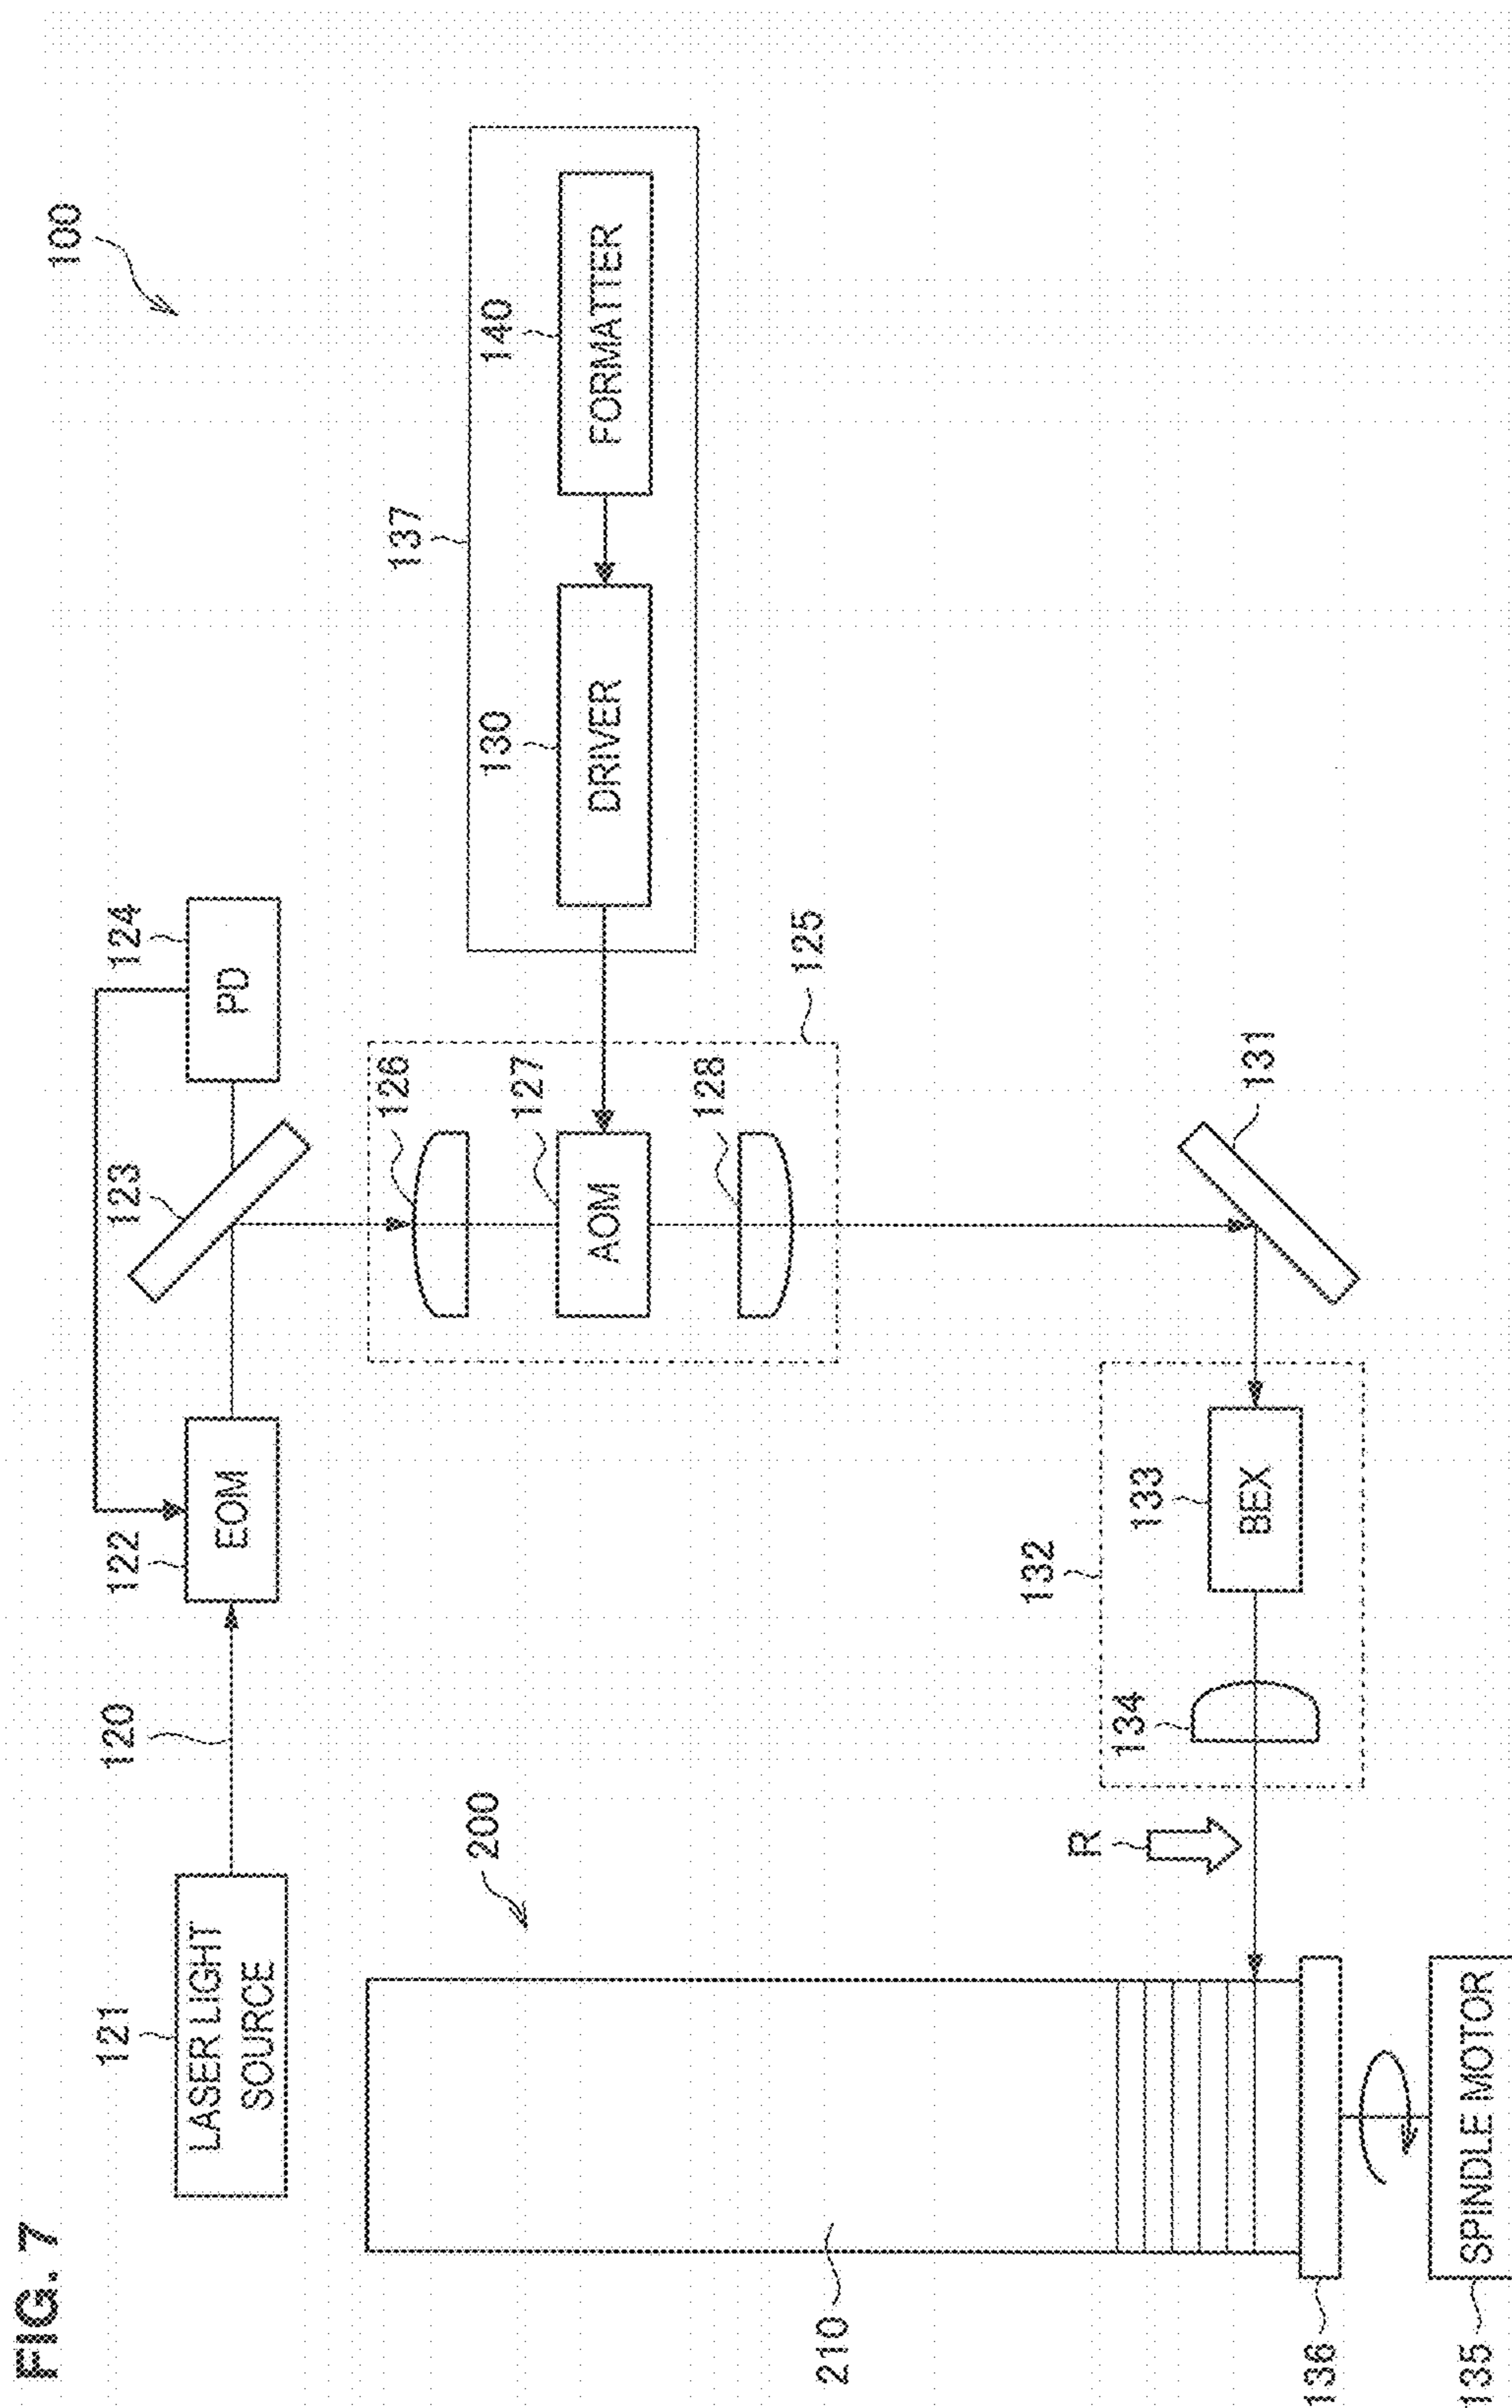 FIG. 7
100
121
LASER LIGHT
SOURCE
120
122
EOM
123
124
PD
137
140
FORMATTER
130
DRIVER
125
126
127
AOM
128
131
132
133
BEX
134
R
200
210
136
135
SPINDLE MOTOR